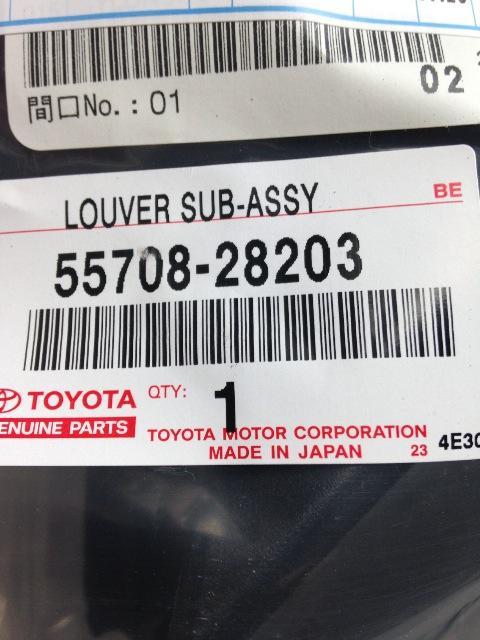 02
間口No.: 01
LOUVER SUB-ASSY
BE
55708-28203
TOYOTA
GENUINE PARTS
QTY: 1
TOYOTA MOTOR CORPORATION
MADE IN JAPAN
23
4E30